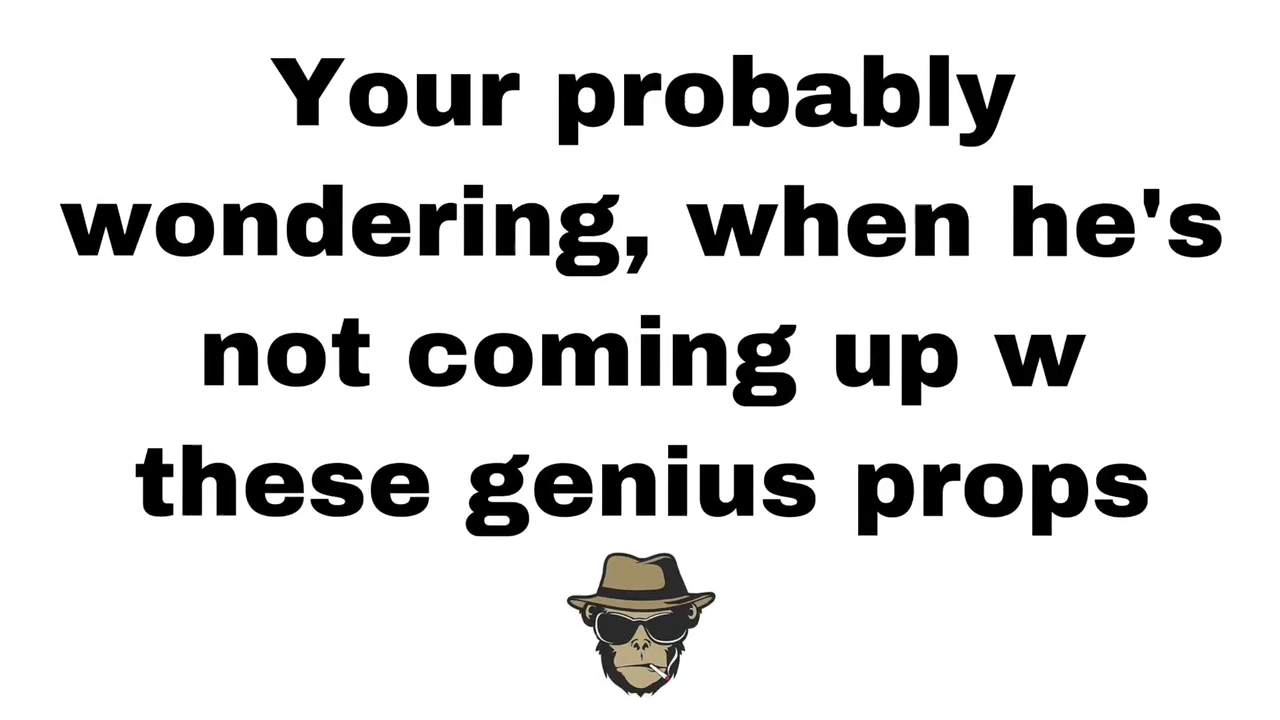 Your probably
wondering, when he's
not coming up w
these genius props